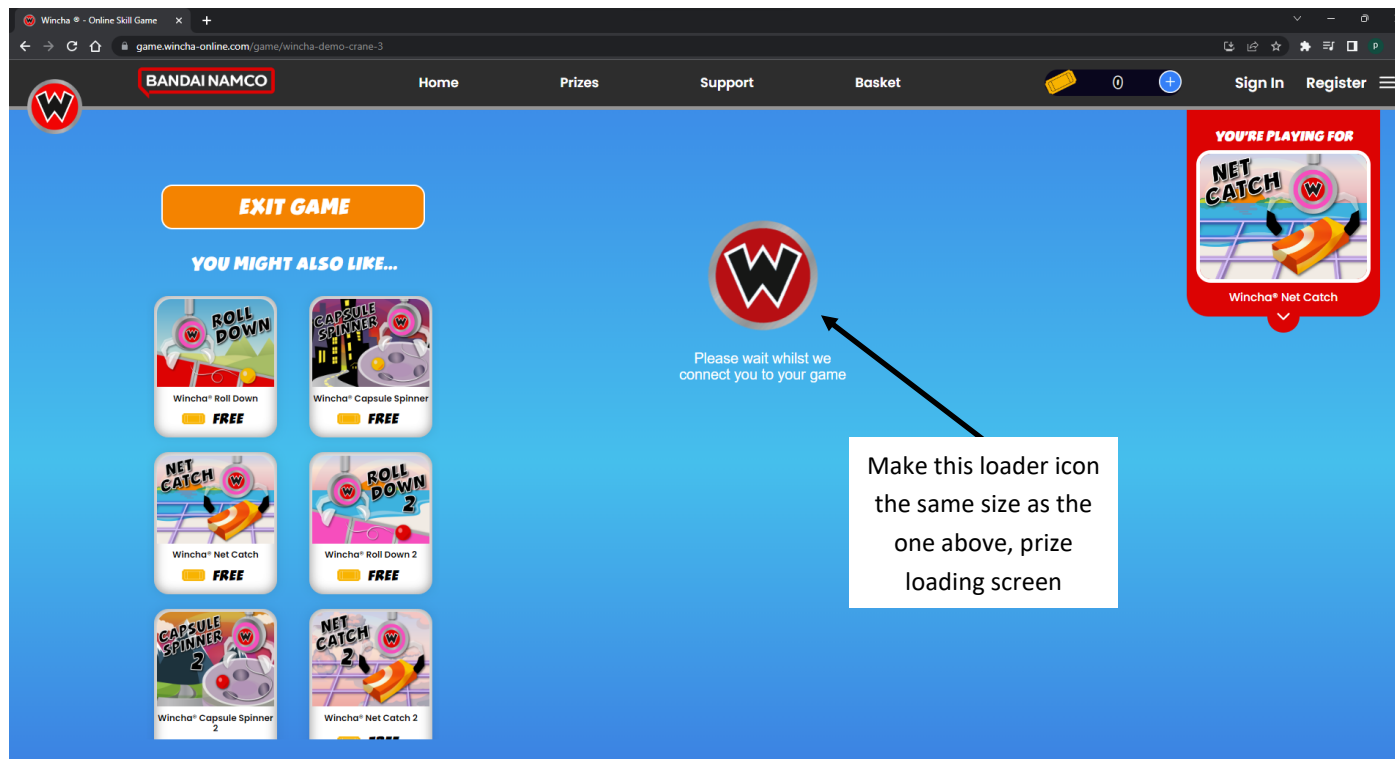 Wincha ® - Online Skill Game
game.wincha-online.com/game/wincha-demo-crane-3
P
W
BANDAI NAMCO
Home
Prizes
Support
Basket
0
Sign In
Register
EXIT GAME
YOU MIGHT ALSO LIKE...
ROLL
DOWN
W
Wincha® Roll Down
FREE
CAPSULE
SPINNER
W
Wincha® Capsule Spinner
FREE
NET
CATCH
W
Wincha® Net Catch
FREE
ROLL
DOWN
2
W
Wincha® Roll Down 2
FREE
CAPSULE
SPINNER
2
W
Wincha® Capsule Spinner
2
NET
CATCH
2
W
Wincha® Net Catch 2
FREE
W
Please wait whilst we
connect you to your game
YOU'RE PLAYING FOR
NET
CATCH
W
Wincha® Net Catch
Make this loader icon
the same size as the
one above, prize
loading screen